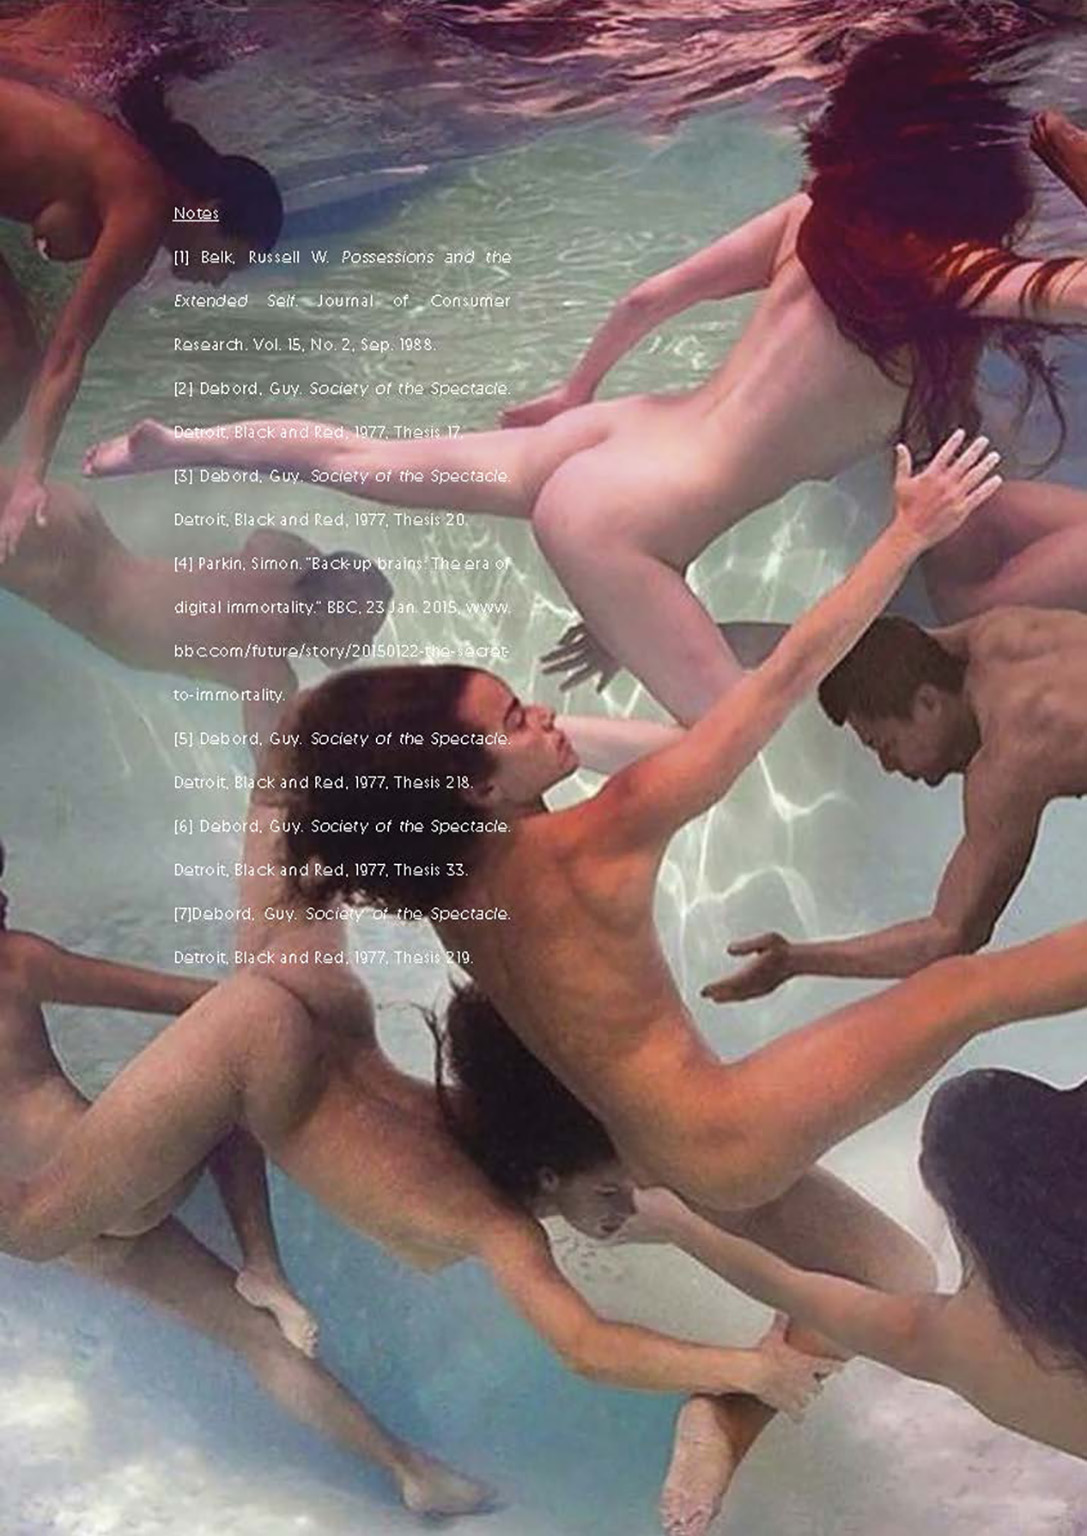 Notes
[1] Belk, Russell W. Possessions and the
Extended Self. Journal of Consumer
Research. Vol. 15, No. 2, Sep. 1988.
[2] Debord, Guy. Society of the Spectacle.
Detroit, Black and Red, 1977, Thesis 17.
[3] Debord, Guy. Society of the Spectacle.
Detroit, Black and Red, 1977, Thesis 20.
[4] Parkin, Simon. "Back-up brains: The era of
digital immortality." BBC, 23 Jan. 2015, www.
bbc.com/future/story/20150122-the-secret-
to-immortality.
[5] Debord, Guy. Society of the Spectacle.
Detroit, Black and Red, 1977, Thesis 218.
[6] Debord, Guy. Society of the Spectacle.
Detroit, Black and Red, 1977, Thesis 33.
[7]Debord, Guy. Society of the Spectacle.
Detroit, Black and Red, 1977, Thesis 219.